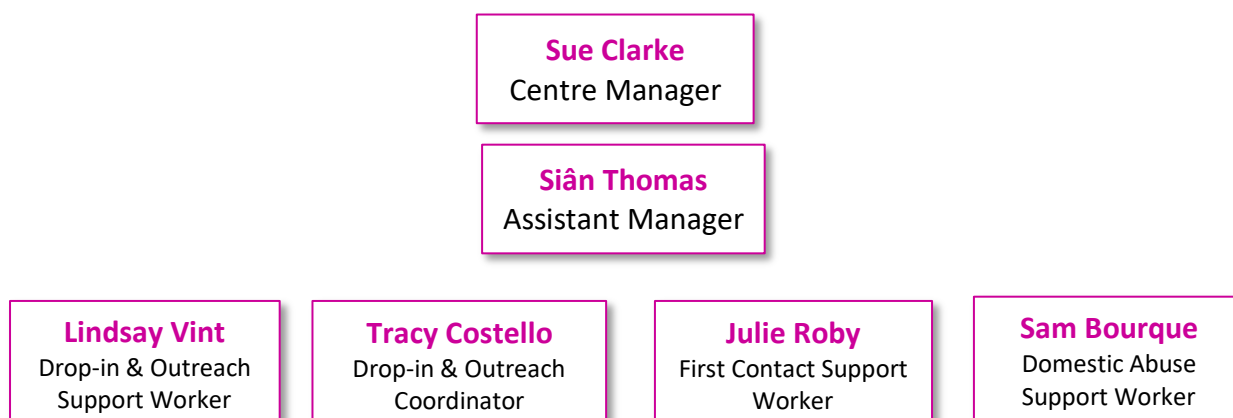 Sue Clarke
Centre Manager
Siân Thomas
Assistant Manager
Lindsay Vint
Drop-in & Outreach
Support Worker
Tracy Costello
Drop-in & Outreach
Coordinator
Julie Roby
First Contact Support
Worker
Sam Bourque
Domestic Abuse
Support Worker